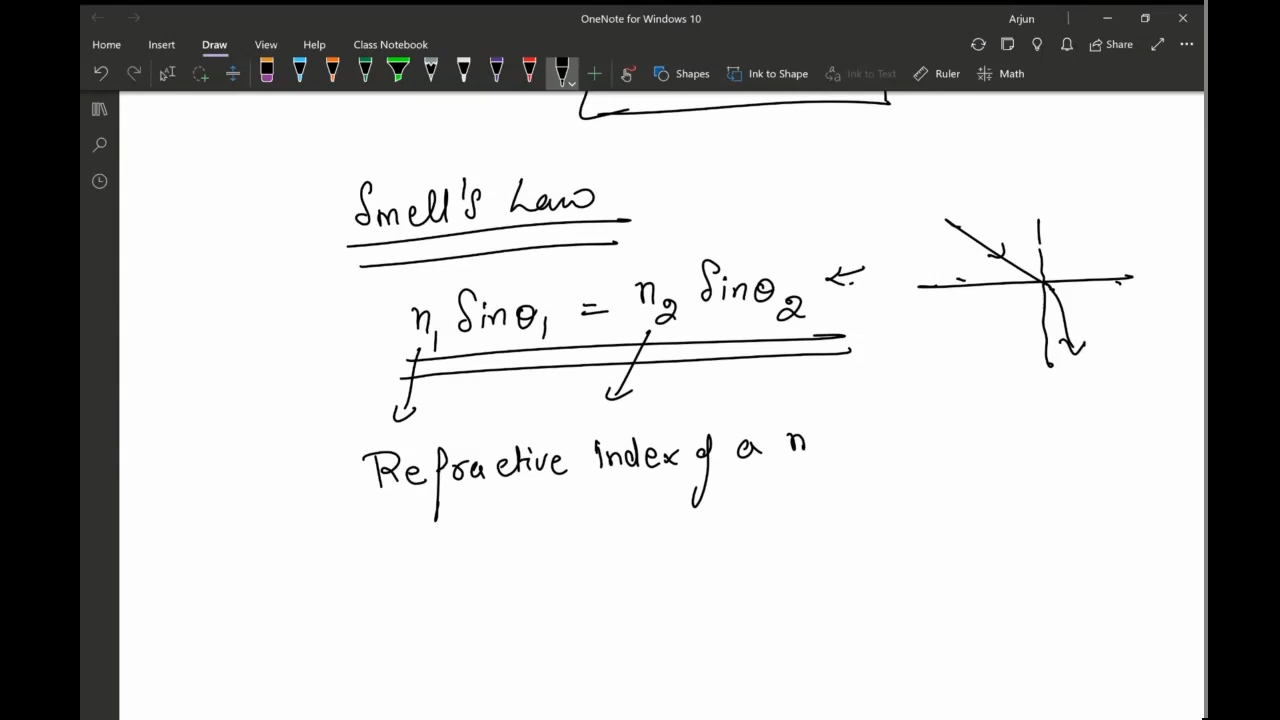 OneNote for Windows 10
Arjun
Home Insert Draw View Help Class Notebook Share
Shapes Ink to Shape Ink to Text Ruler Math
Snell's Law
n₁ Sinθ₁ = n₂ Sinθ₂ ←
Refractive index of a n